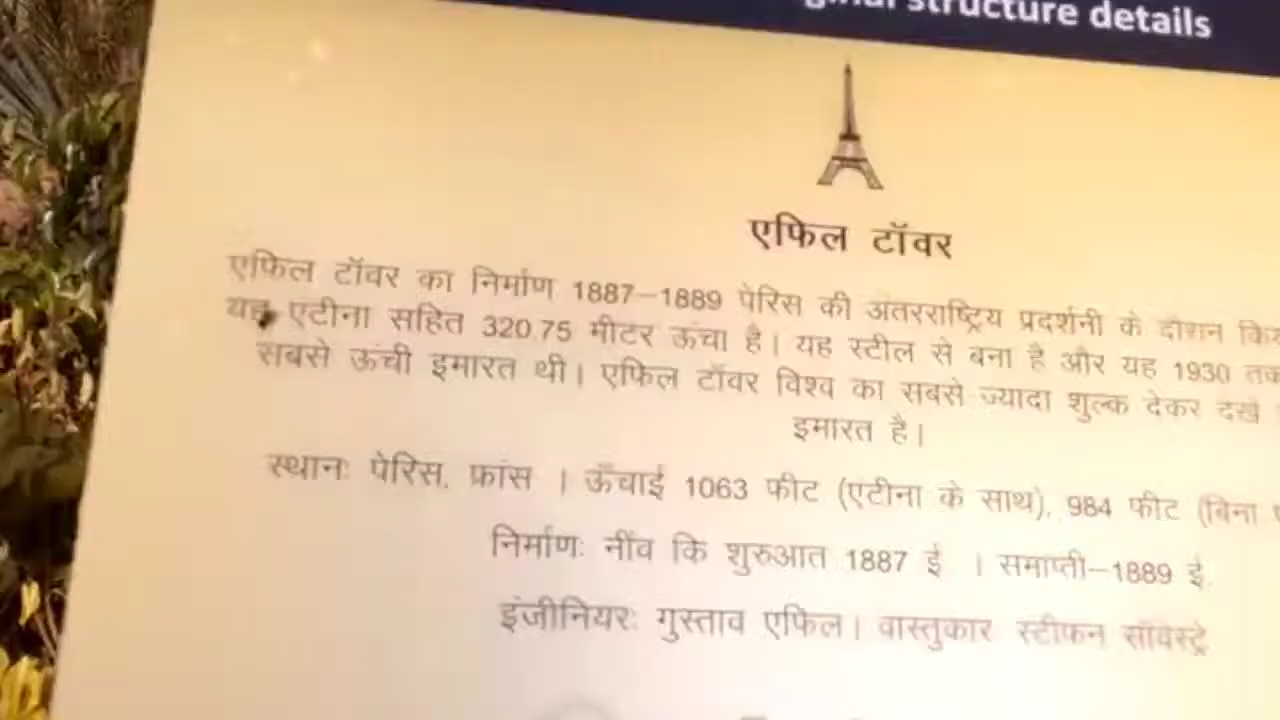 structure details
एफिल टॉवर
एफिल टॉवर का निर्माण 1887–1889 पेरिस की अंतरराष्ट्रिय प्रदर्शनी के दौरान
यह एंटीना सहित 320.75 मीटर ऊंचा है। यह स्टील से बना है और यह 1930 तक
सबसे ऊंची इमारत थी। एफिल टॉवर विश्व का सबसे ज्यादा शुल्क देकर देखे
इमारत है।
स्थानः पेरिस, फ्रांस । ऊँचाई 1063 फीट (एंटीना के साथ), 984 फीट (बिना
निर्माणः नींव कि शुरुआत 1887 ई. । समाप्ती–1889 ई.
इंजीनियरः गुस्ताव एफिल। वास्तुकार स्टीफन सॉवेस्ट्रे